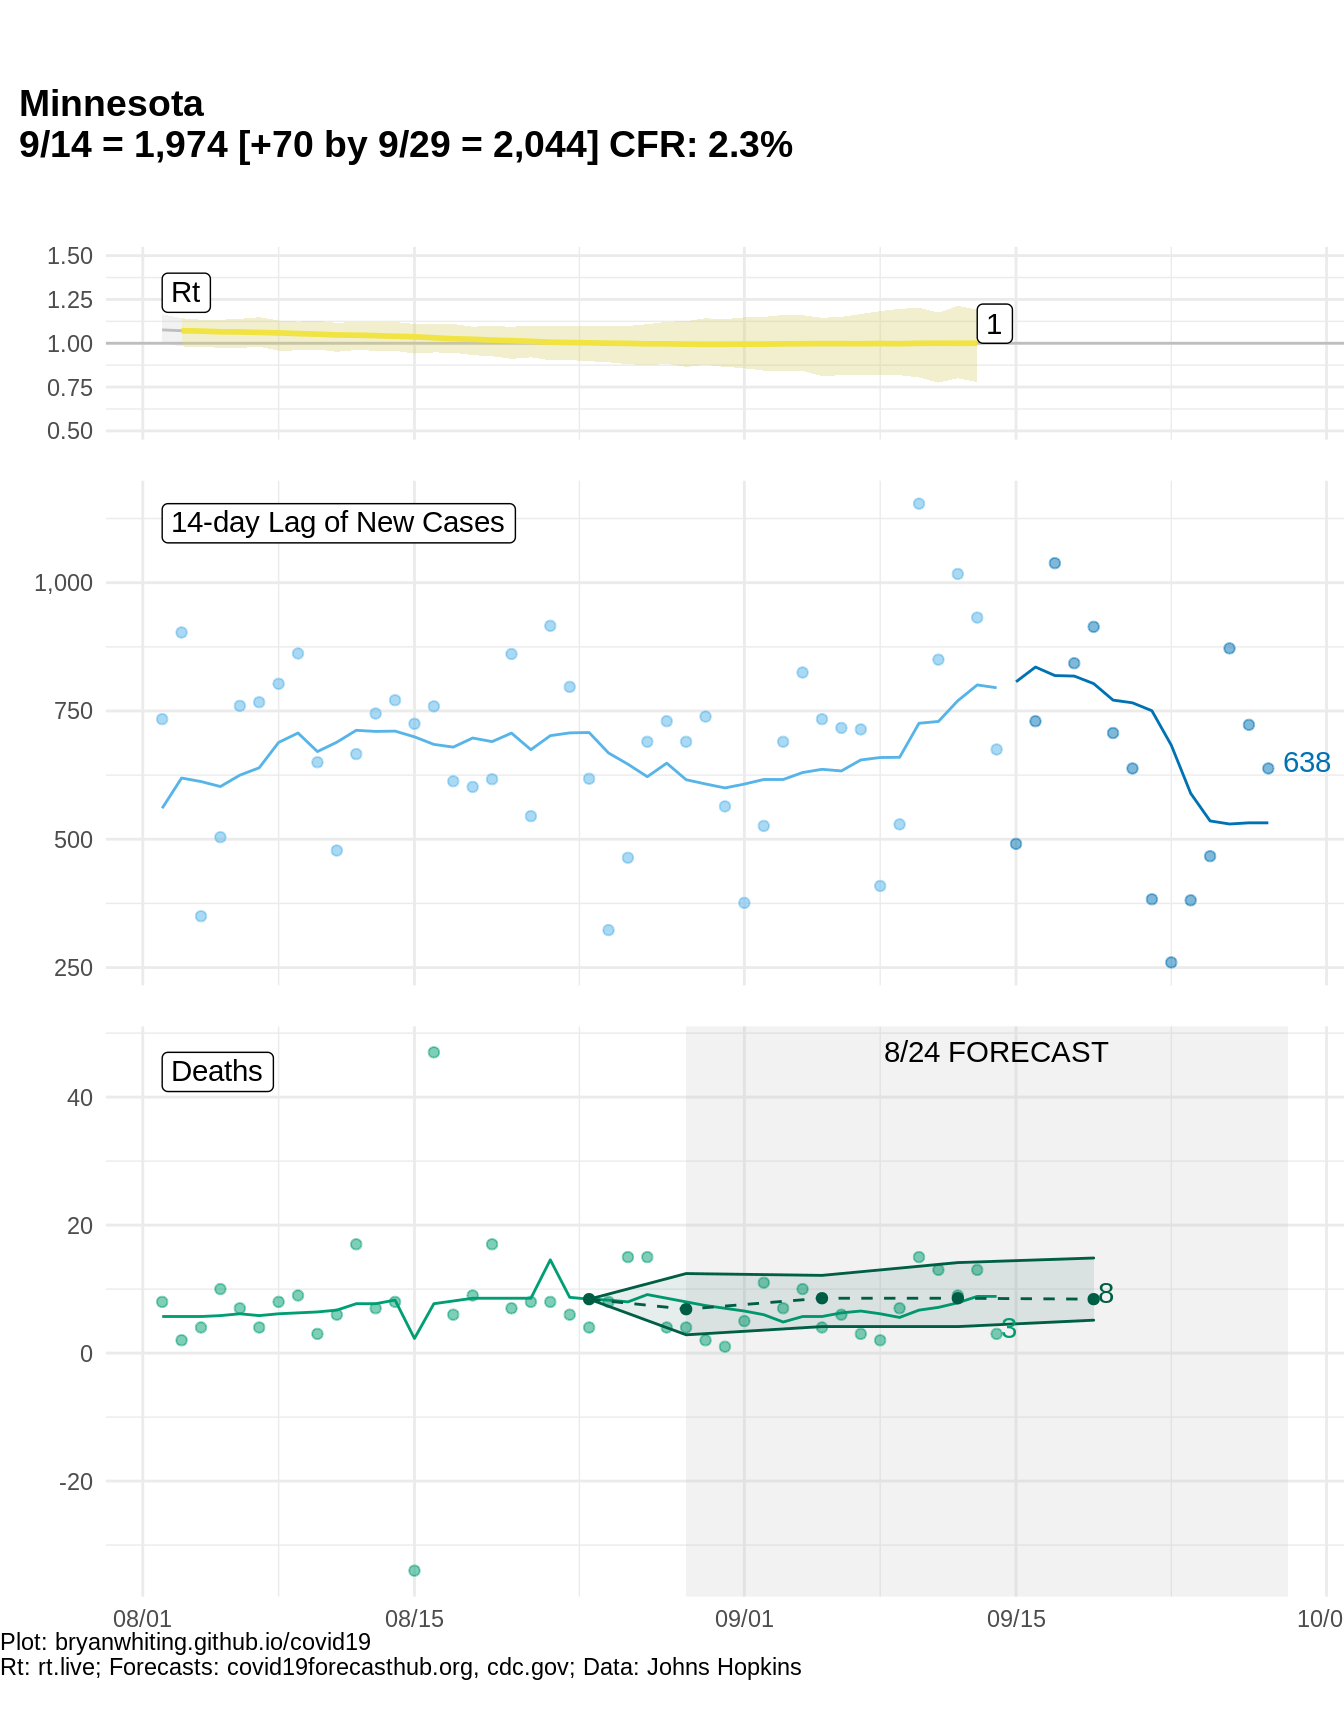 Minnesota
9/14 = 1,974 [+70 by 9/29 = 2,044] CFR: 2.3%
1.50
1.25
1.00
0.75
0.50
Rt
1
14-day Lag of New Cases
1,000
750
500
250
638
Deaths
8/24 FORECAST
40
20
0
-20
8
3
08/01
08/15
09/01
09/15
10/0
Plot: bryanwhiting.github.io/covid19
Rt: rt.live; Forecasts: covid19forecasthub.org, cdc.gov; Data: Johns Hopkins